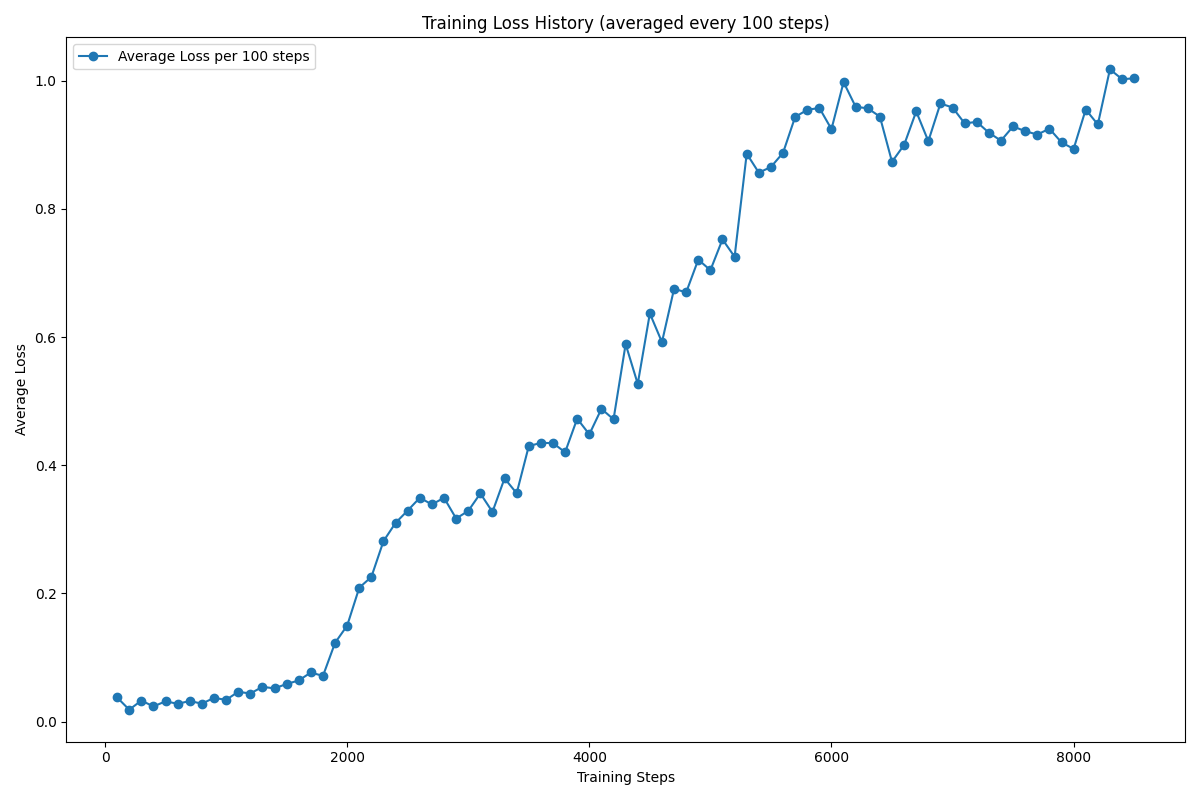 Training Loss History (averaged every 100 steps)
Average Loss per 100 steps
1.0
0.8
0.6
0.4
0.2
0.0
Average Loss
0 2000 4000 6000 8000
Training Steps